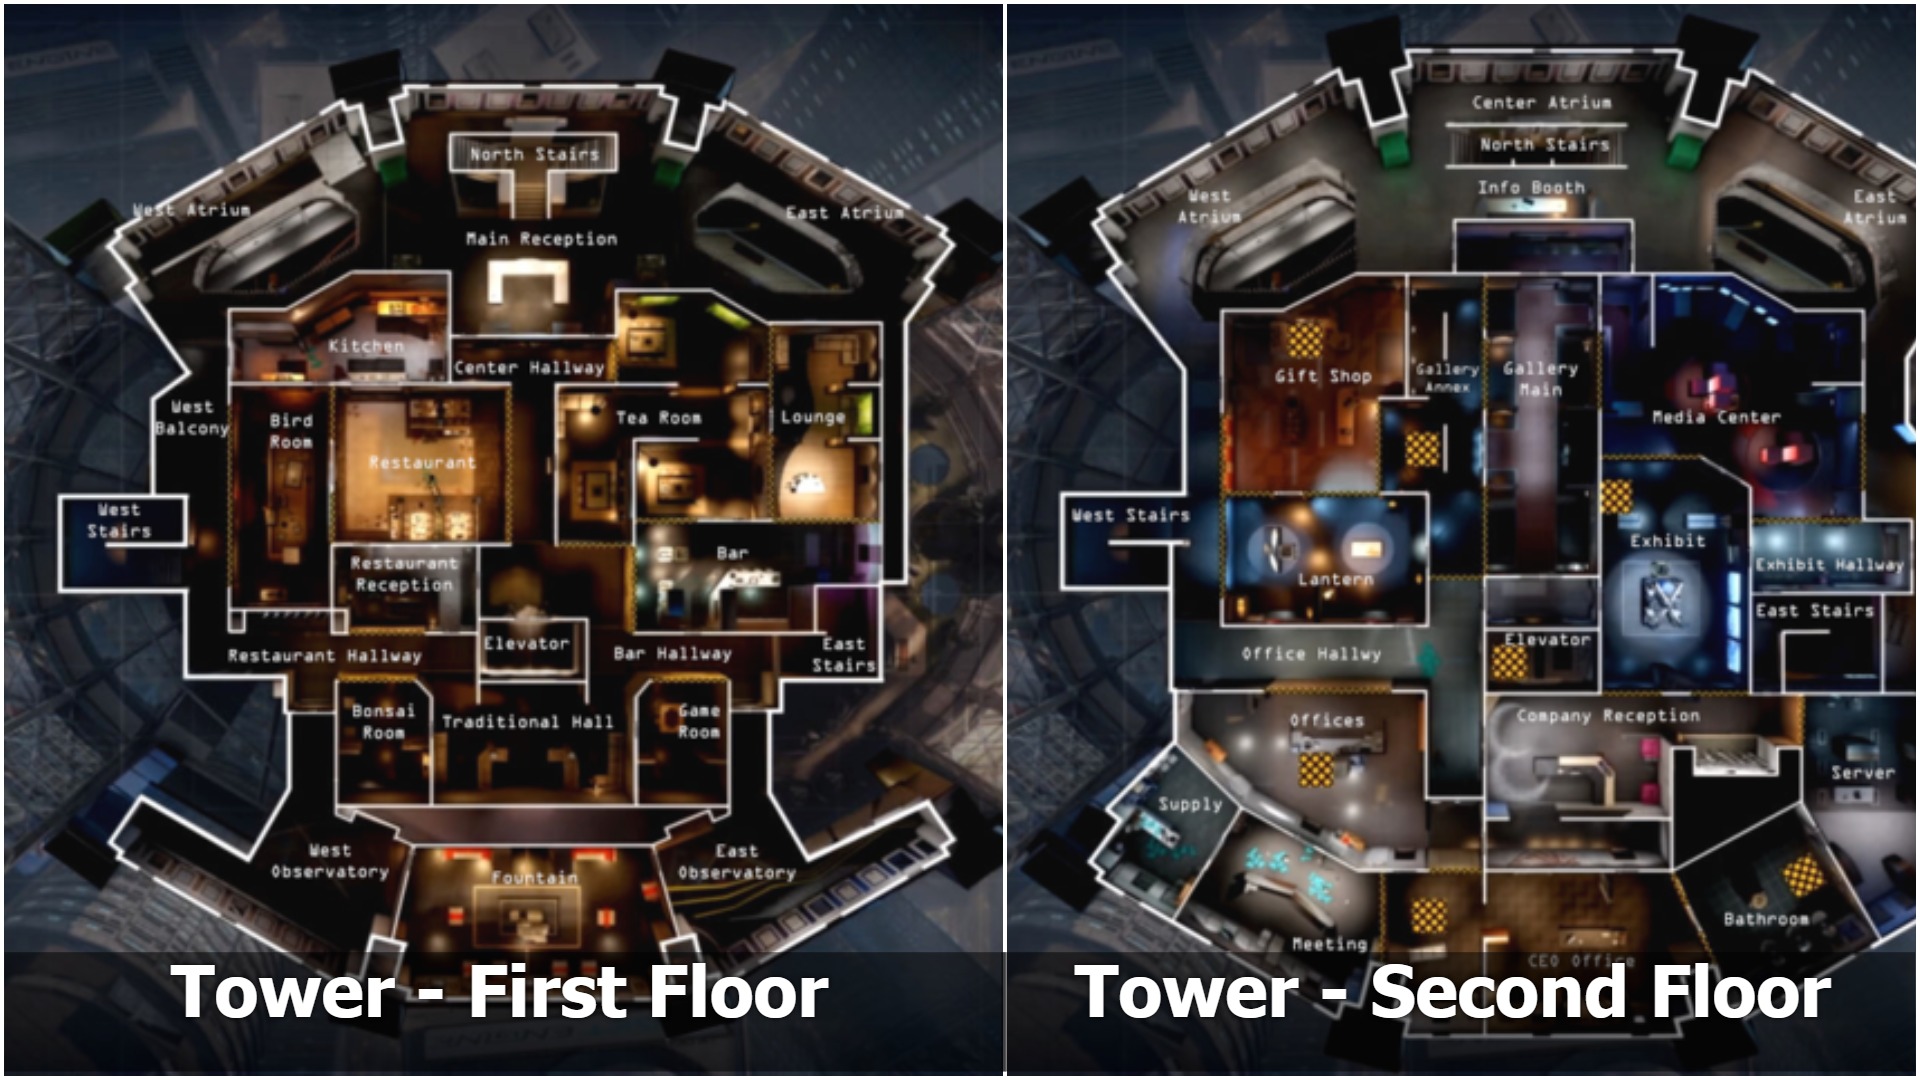 North Stairs
West Atrium
East Atrium
Main Reception
Kitchen
Center Hallway
West
Balcony
Bird
Room
Tea Room
Lounge
Restaurant
West
Stairs
Bar
Restaurant
Reception
Elevator
Restaurant Hallway
Bar Hallway
East
Stairs
Bonsai
Room
Traditional Hall
Game
Room
West
Observatory
East
Observatory
Fountain
Tower - First Floor
Center Atrium
North Stairs
Info Booth
West
Atrium
East
Atrium
Gift Shop
Gallery
Annex
Gallery
Main
Media Center
West Stairs
Exhibit
Exhibit Hallway
Lantern
East Stairs
Elevator
Office Hallwy
Offices
Company Reception
Server
Supply
Bathroom
Meeting
CEO Office
Tower - Second Floor